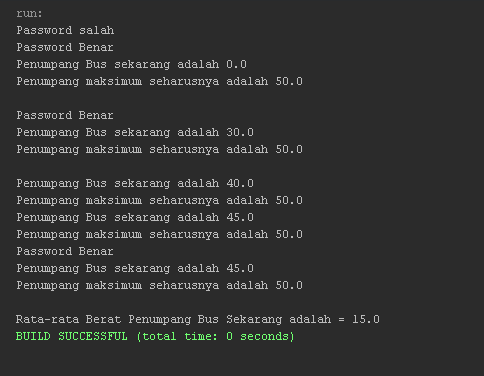 run:
Password salah
Password Benar
Penumpang Bus sekarang adalah 0.0
Penumpang maksimum seharusnya adalah 50.0
Password Benar
Penumpang Bus sekarang adalah 30.0
Penumpang maksimum seharusnya adalah 50.0
Penumpang Bus sekarang adalah 40.0
Penumpang maksimum seharusnya adalah 50.0
Penumpang Bus sekarang adalah 45.0
Penumpang maksimum seharusnya adalah 50.0
Password Benar
Penumpang Bus sekarang adalah 45.0
Penumpang maksimum seharusnya adalah 50.0
Rata-rata Berat Penumpang Bus Sekarang adalah = 15.0
BUILD SUCCESSFUL (total time: 0 seconds)